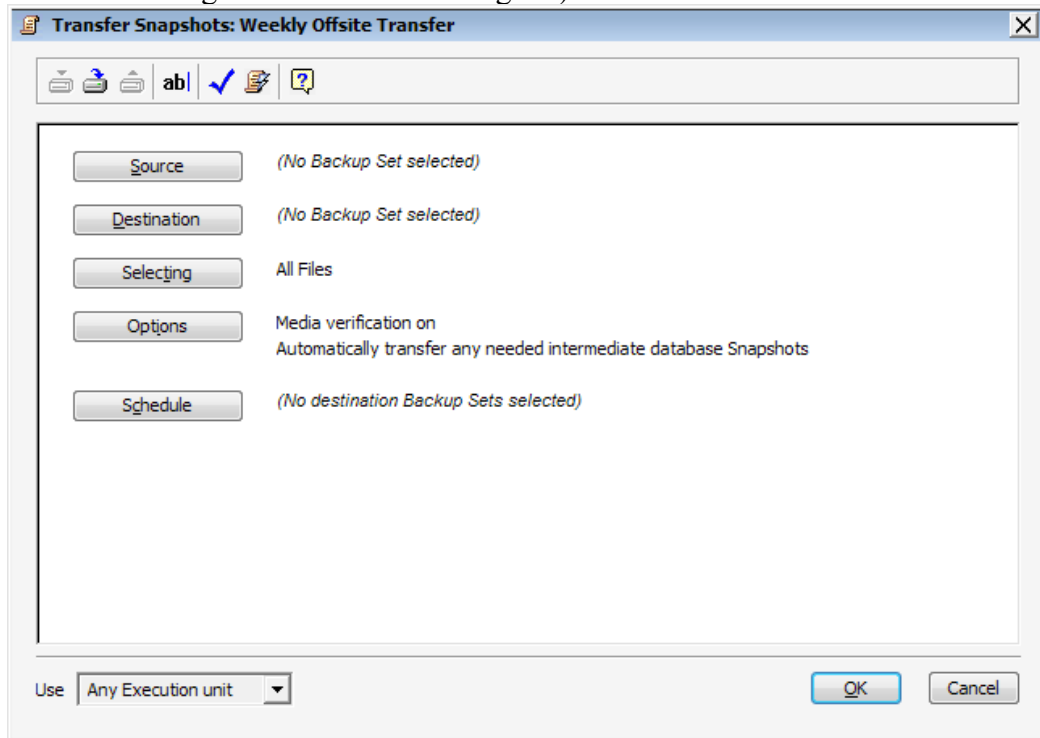 Transfer Snapshots: Weekly Offsite Transfer
ab|
Source (No Backup Set selected)
Destination (No Backup Set selected)
Selecting All Files
Options Media verification on
Automatically transfer any needed intermediate database Snapshots
Schedule (No destination Backup Sets selected)
Use Any Execution unit OK Cancel